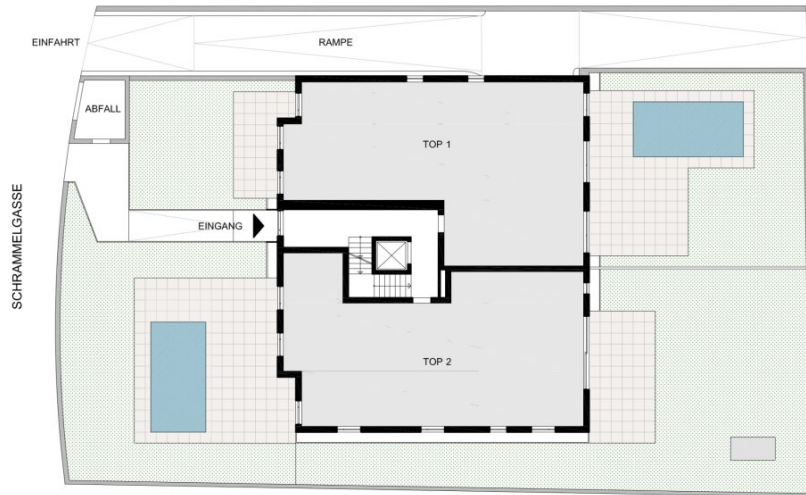 EINFAHRT
RAMPE
ABFALL
TOP 1
SCHRAMMELGASSE
EINGANG
TOP 2